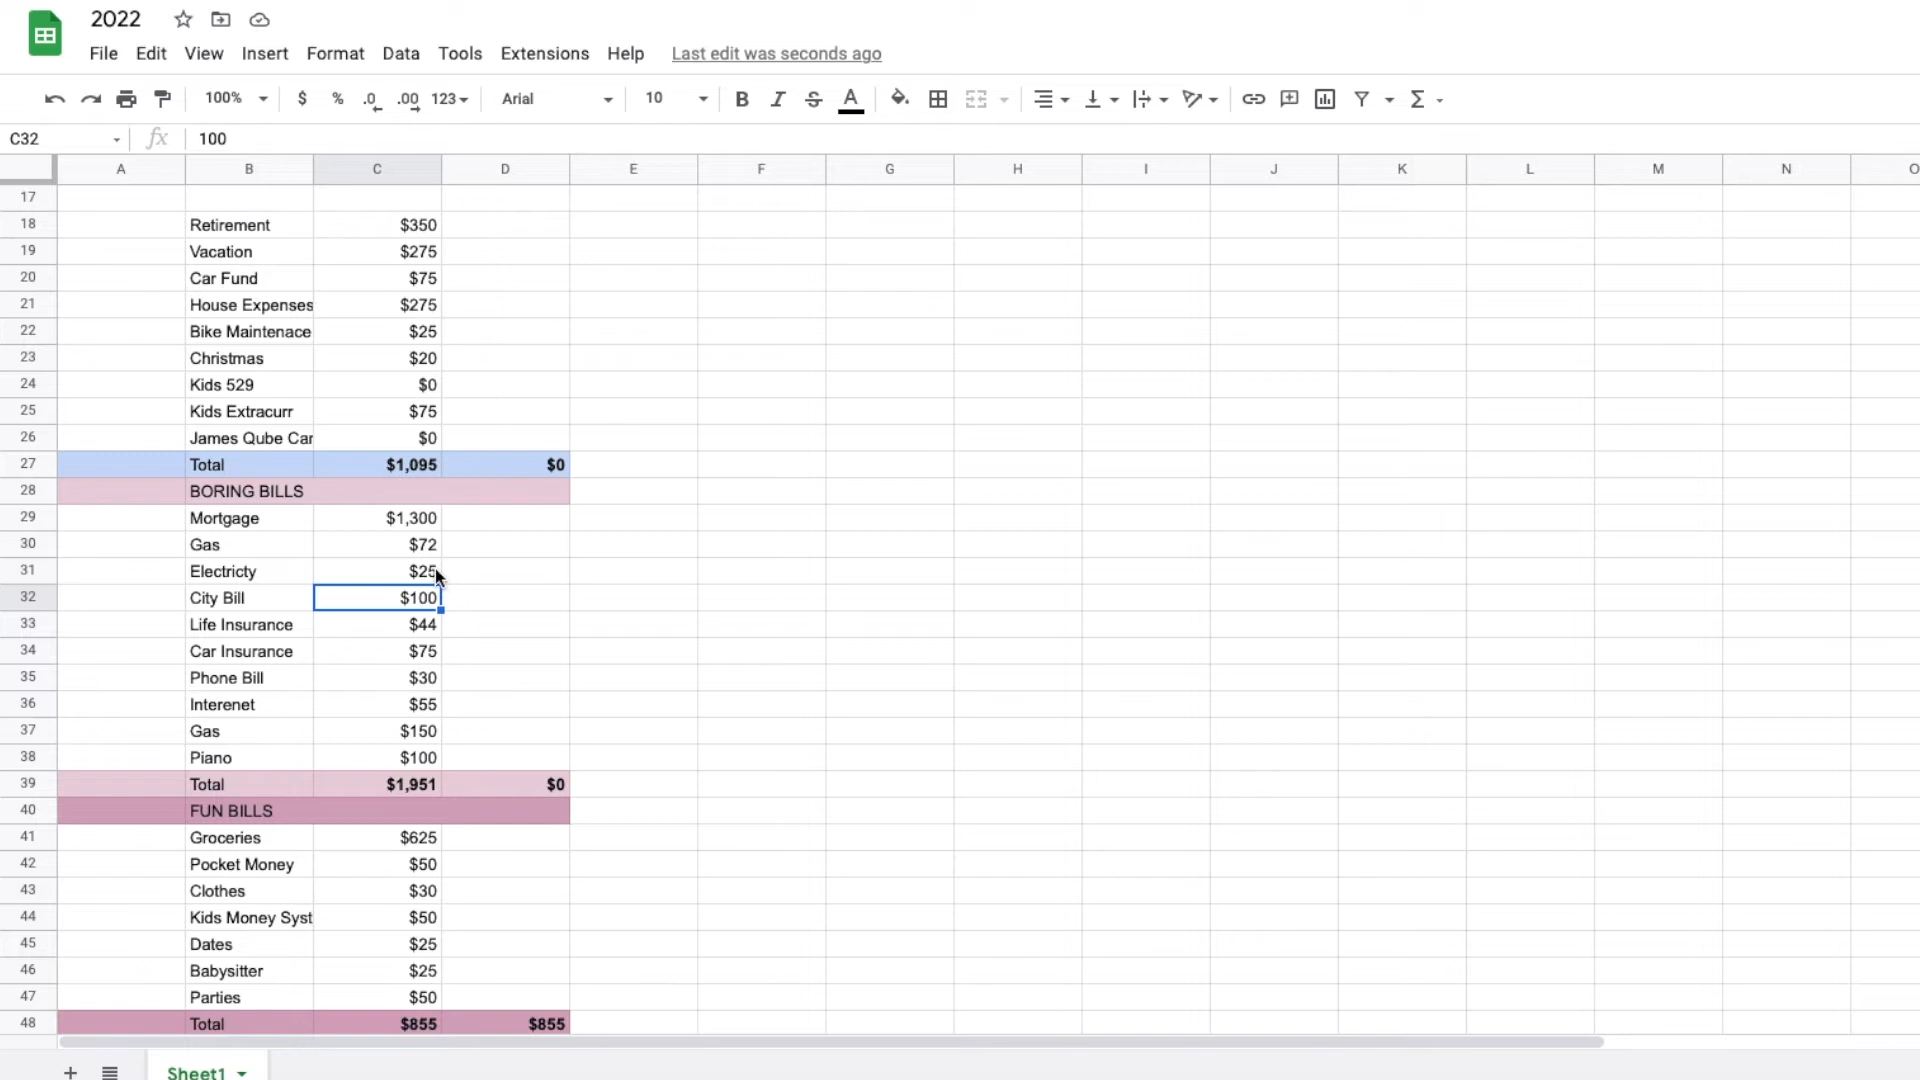 2022
File Edit View Insert Format Data Tools Extensions Help Last edit was seconds ago
100% $ % .0 .00 123 Arial 10 B I S A Σ
C32 fx 100
A B C D E F G H I J K L M N O
17
18 Retirement $350
19 Vacation $275
20 Car Fund $75
21 House Expenses $275
22 Bike Maintenace $25
23 Christmas $20
24 Kids 529 $0
25 Kids Extracurr $75
26 James Qube Car $0
27 Total $1,095 $0
28 BORING BILLS
29 Mortgage $1,300
30 Gas $72
31 Electricty $25
32 City Bill $100
33 Life Insurance $44
34 Car Insurance $75
35 Phone Bill $30
36 Interenet $55
37 Gas $150
38 Piano $100
39 Total $1,951 $0
40 FUN BILLS
41 Groceries $625
42 Pocket Money $50
43 Clothes $30
44 Kids Money Syst $50
45 Dates $25
46 Babysitter $25
47 Parties $50
48 Total $855 $855
+ Sheet1